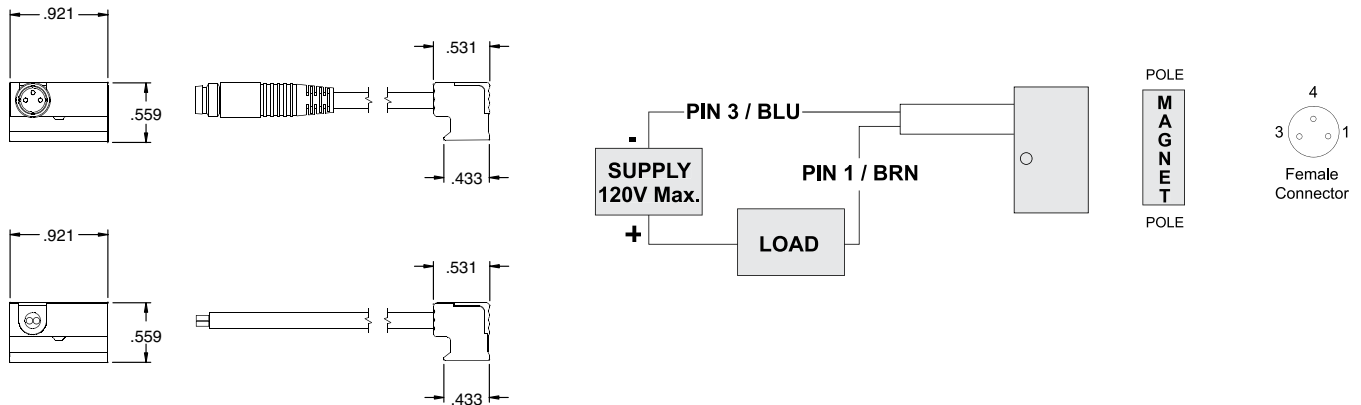 .921
.559
.531
.433
.921
.559
.531
.433
PIN 3 / BLU
-
SUPPLY
120V Max.
+
PIN 1 / BRN
LOAD
POLE
MAGNET
POLE
4
3
1
Female
Connector